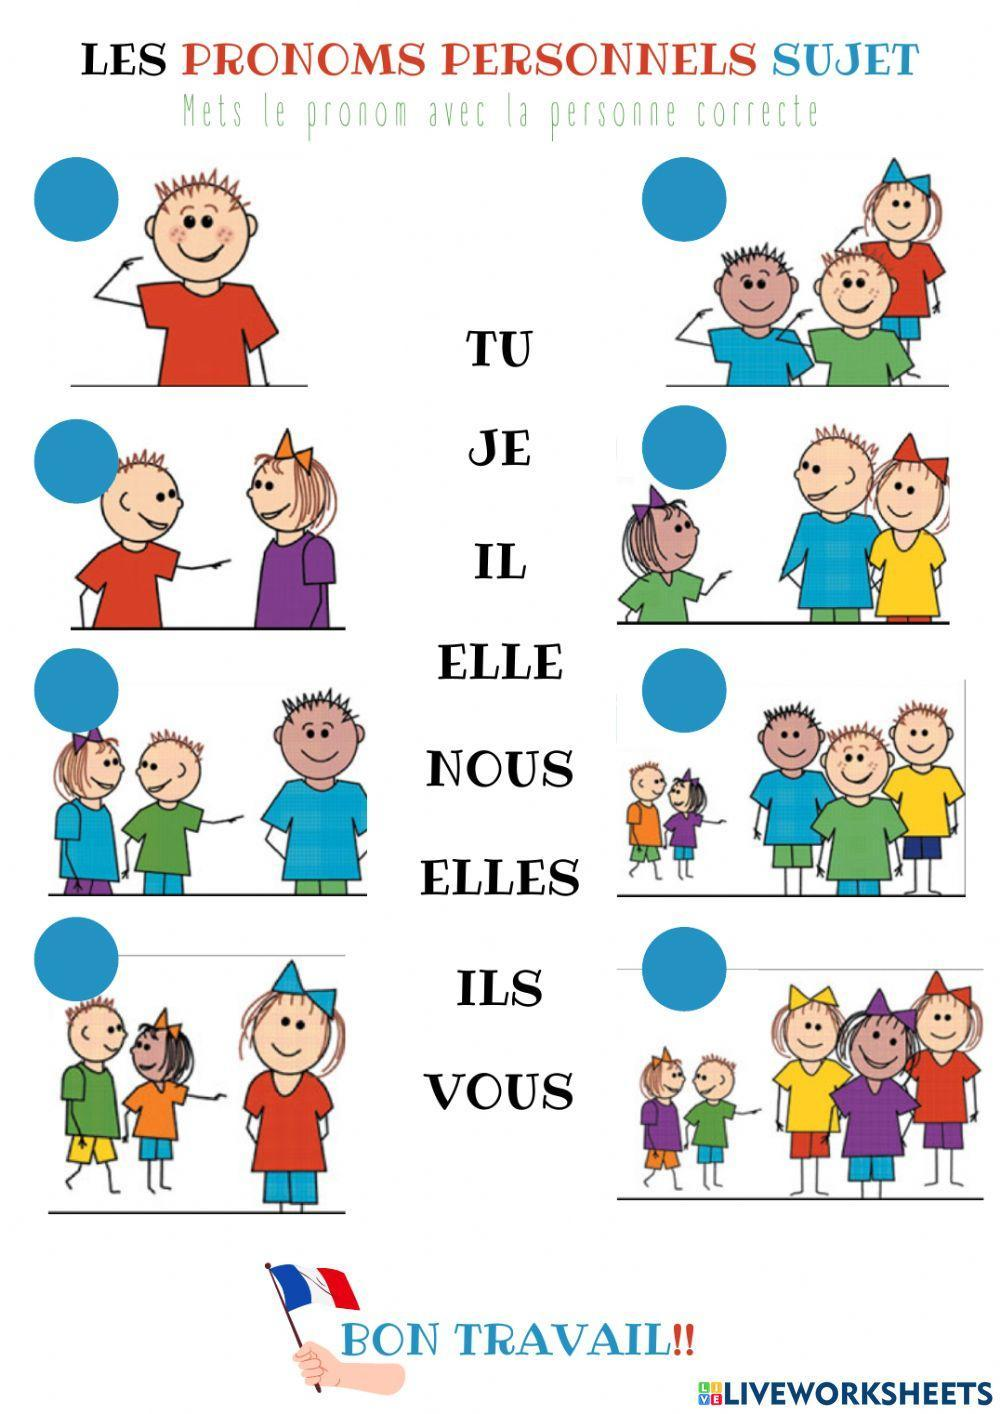 LES PRONOMS PERSONNELS SUJET
Mets le pronom avec la personne correcte
TU
JE
IL
ELLE
NOUS
ELLES
ILS
VOUS
BON TRAVAIL!!
LIVE LIVEWORKSHEETS